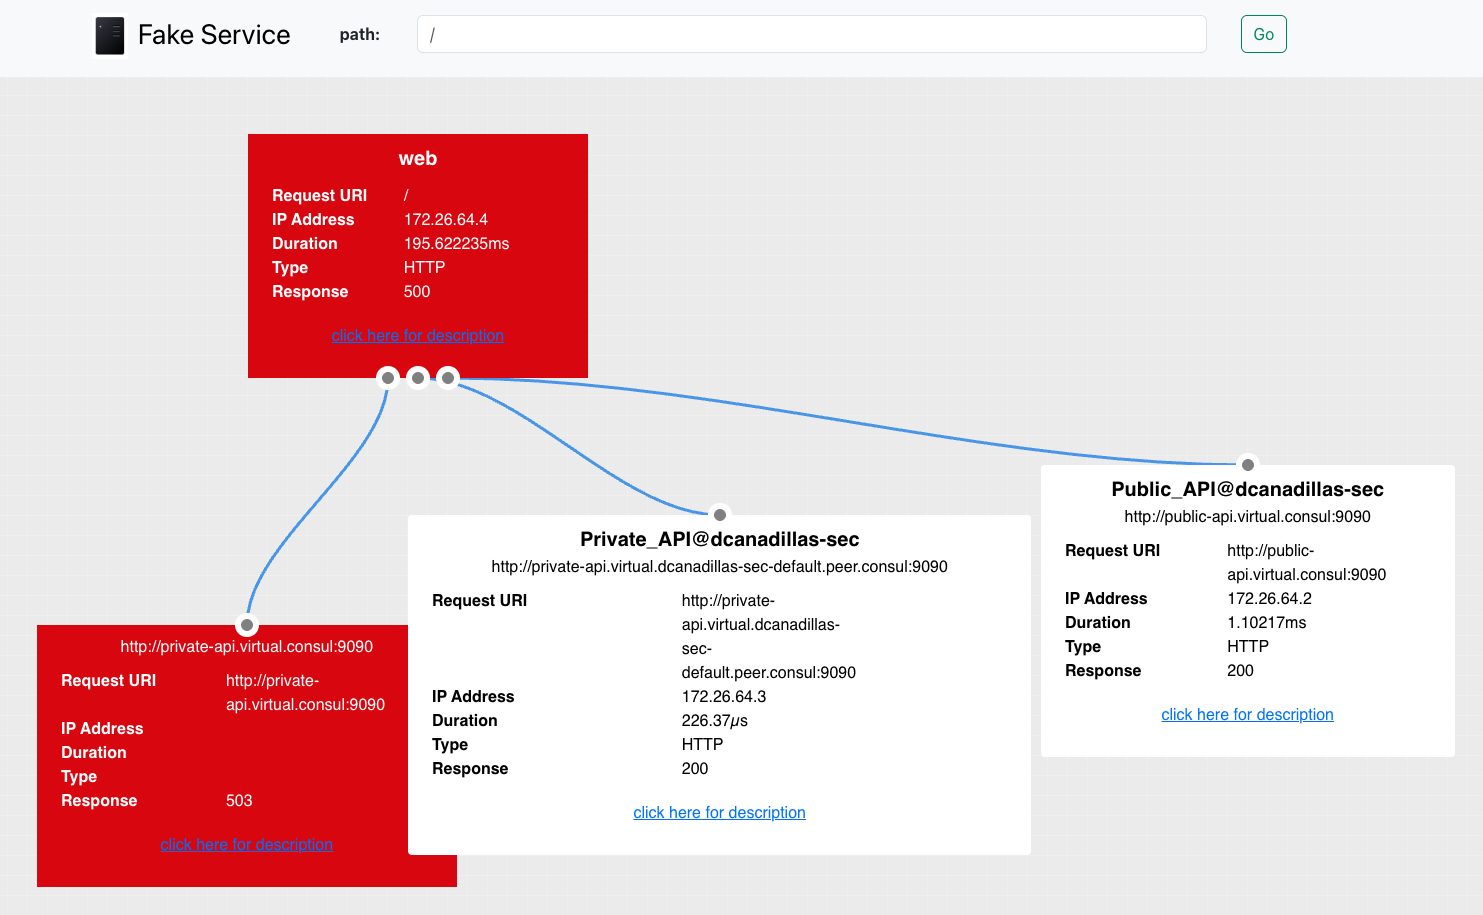 Fake Service
path:
/
Go
web
Request URI /
IP Address 172.26.64.4
Duration 195.622235ms
Type HTTP
Response 500
click here for description
http://private-api.virtual.consul:9090
Request URI http://private-
api.virtual.consul:9090
IP Address
Duration
Type
Response 503
click here for description
Private_API@dcanadillas-sec
http://private-api.virtual.dcanadillas-sec-default.peer.consul:9090
Request URI http://private-
api.virtual.dcanadillas-
sec-
default.peer.consul:9090
IP Address 172.26.64.3
Duration 226.37µs
Type HTTP
Response 200
click here for description
Public_API@dcanadillas-sec
http://public-api.virtual.consul:9090
Request URI http://public-
api.virtual.consul:9090
IP Address 172.26.64.2
Duration 1.10217ms
Type HTTP
Response 200
click here for description